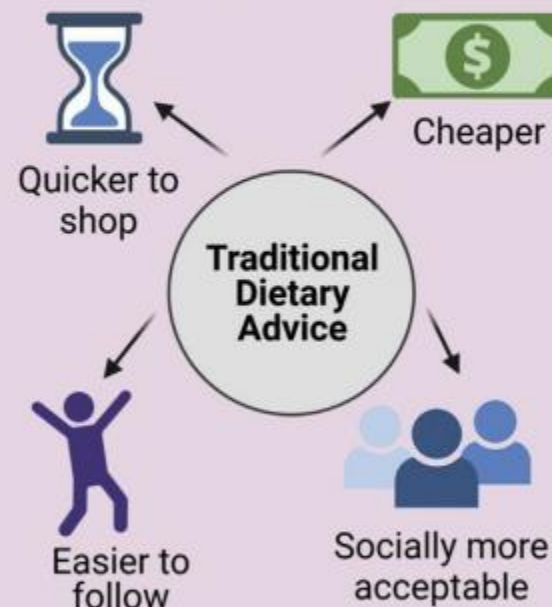 $
Cheaper
Quicker to
shop
Traditional
Dietary
Advice
Easier to
follow
Socially more
acceptable